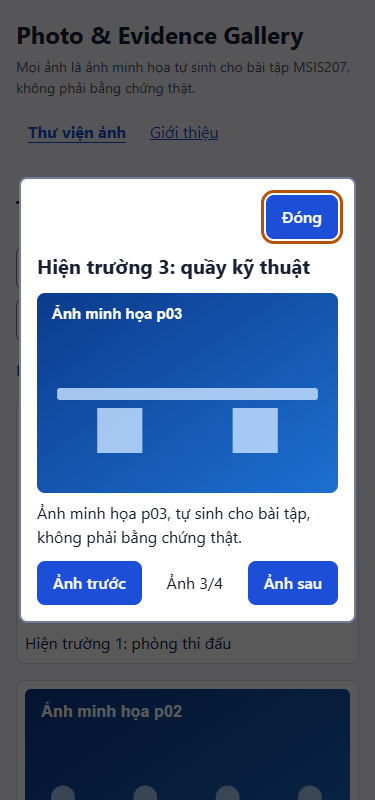 Photo & Evidence Gallery
Mọi ảnh là ảnh minh họa tự sinh cho bài tập MSIS207,
không phải bằng chứng thật.
Thư viện ảnh
Giới thiệu
Đóng
Hiện trường 3: quầy kỹ thuật
Ảnh minh họa p03
Ảnh minh họa p03, tự sinh cho bài tập,
không phải bằng chứng thật.
Ảnh trước
Ảnh 3/4
Ảnh sau
Hiện trường 1: phòng thi đấu
Ảnh minh họa p02